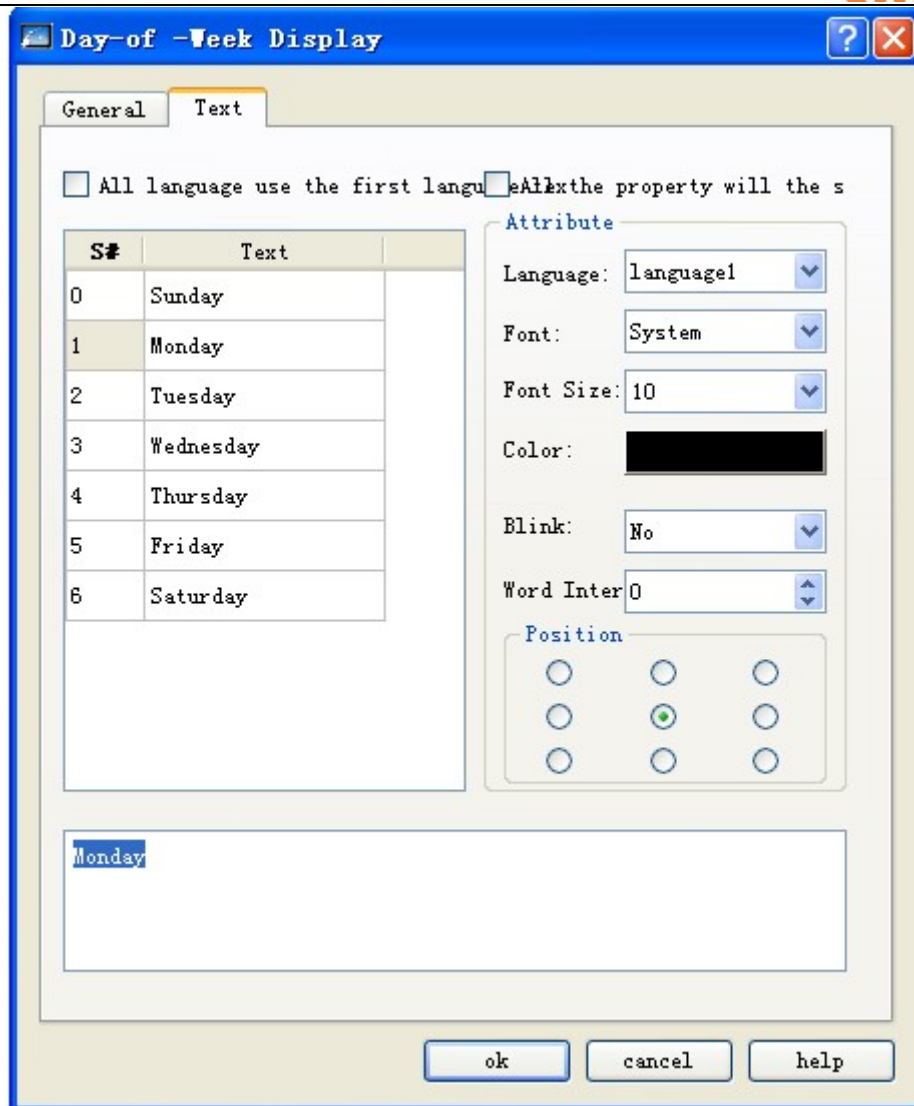 Day-of -Week Display
General Text
All language use the first langu
All the property will the s
Attribute
S# Text
0 Sunday
1 Monday
2 Tuesday
3 Wednesday
4 Thursday
5 Friday
6 Saturday
Language: language1
Font: System
Font Size: 10
Color:
Blink: No
Word Inter 0
Position
Monday
ok cancel help